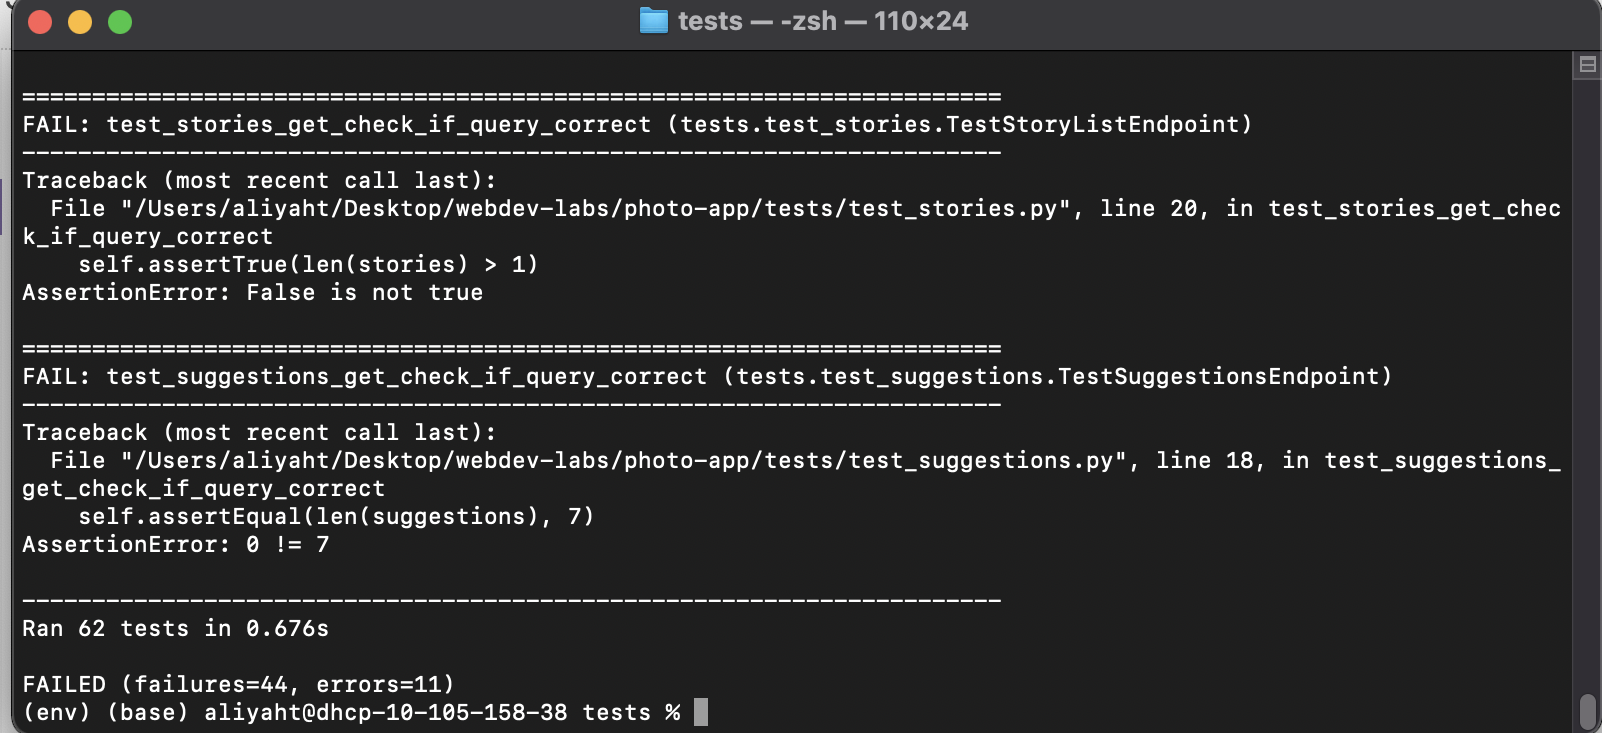 tests — -zsh — 110×24
======================================================================
FAIL: test_stories_get_check_if_query_correct (tests.test_stories.TestStoryListEndpoint)
----------------------------------------------------------------------
Traceback (most recent call last):
  File "/Users/aliyaht/Desktop/webdev-labs/photo-app/tests/test_stories.py", line 20, in test_stories_get_chec
k_if_query_correct
    self.assertTrue(len(stories) > 1)
AssertionError: False is not true

======================================================================
FAIL: test_suggestions_get_check_if_query_correct (tests.test_suggestions.TestSuggestionsEndpoint)
----------------------------------------------------------------------
Traceback (most recent call last):
  File "/Users/aliyaht/Desktop/webdev-labs/photo-app/tests/test_suggestions.py", line 18, in test_suggestions_
get_check_if_query_correct
    self.assertEqual(len(suggestions), 7)
AssertionError: 0 != 7

----------------------------------------------------------------------
Ran 62 tests in 0.676s

FAILED (failures=44, errors=11)
(env) (base) aliyaht@dhcp-10-105-158-38 tests %